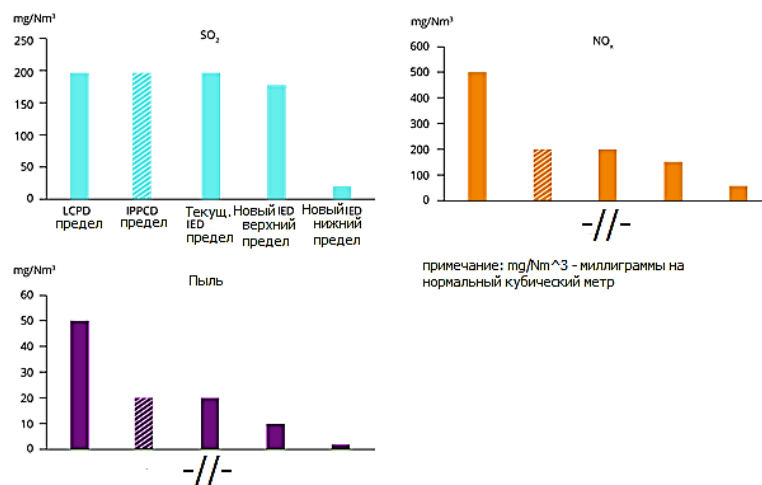 mg/Nm³
SO₂
250
200
150
100
50
0
LCPD
предел
IPPCD
предел
Текущ.
IED
предел
Новый IED
верхний
предел
Новый IED
нижний
предел
mg/Nm³
NOₓ
600
500
400
300
200
100
0
-//-
примечание: mg/Nm^3 - миллиграммы на
нормальный кубический метр
mg/Nm³
Пыль
60
50
40
30
20
10
0
-//-